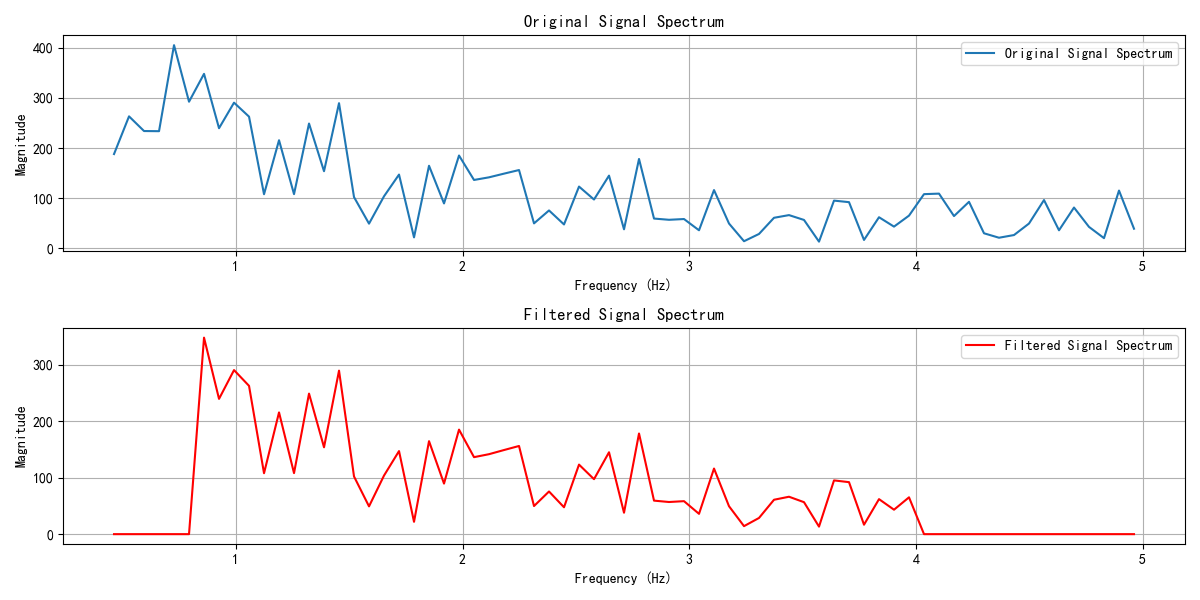 Original Signal Spectrum
Original Signal Spectrum
Magnitude
400
300
200
100
0
1
2
3
4
5
Frequency (Hz)
Filtered Signal Spectrum
Filtered Signal Spectrum
Magnitude
300
200
100
0
1
2
3
4
5
Frequency (Hz)